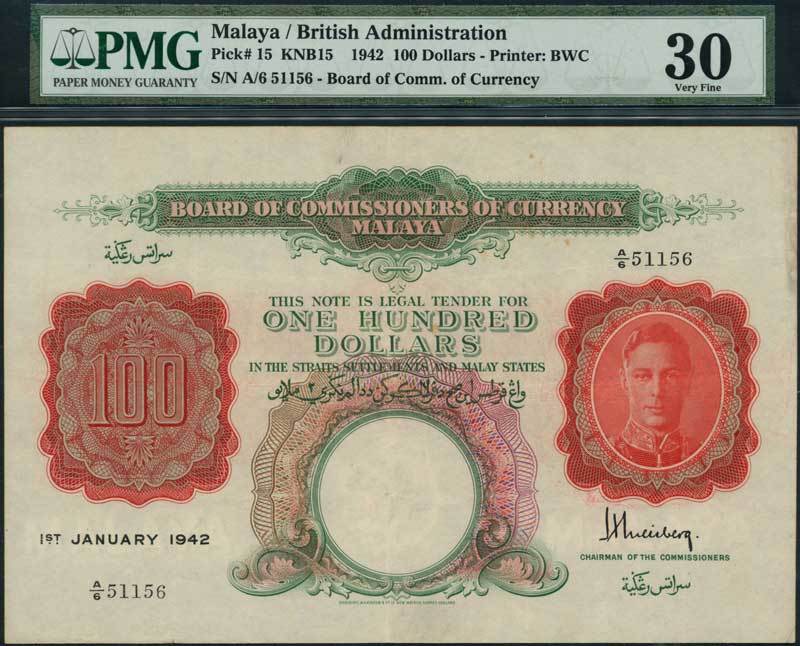 PMG
PAPER MONEY GUARANTY
Malaya / British Administration
Pick# 15 KNB15 1942 100 Dollars - Printer: BWC
S/N A/6 51156 - Board of Comm. of Currency
30
Very Fine
BOARD OF COMMISSIONERS OF CURRENCY
MALAYA
سراتس رڠݢية
A/6 51156
THIS NOTE IS LEGAL TENDER FOR
ONE HUNDRED
DOLLARS
IN THE STRAITS SETTLEMENTS AND MALAY STATES
100
1ST JANUARY 1942
CHAIRMAN OF THE COMMISSIONERS
A/6 51156
سراتس رڠݢية